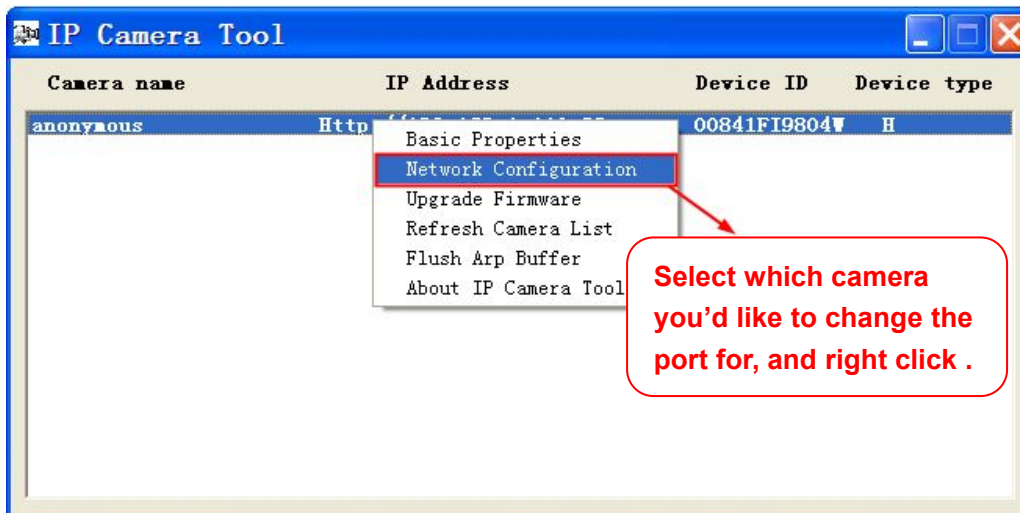 IP Camera Tool
Camera name IP Address Device ID Device type
anonymous Http 00841FI9804W H
Basic Properties
Network Configuration
Upgrade Firmware
Refresh Camera List
Flush Arp Buffer
About IP Camera Tool
Select which camera
you’d like to change the
port for, and right click .